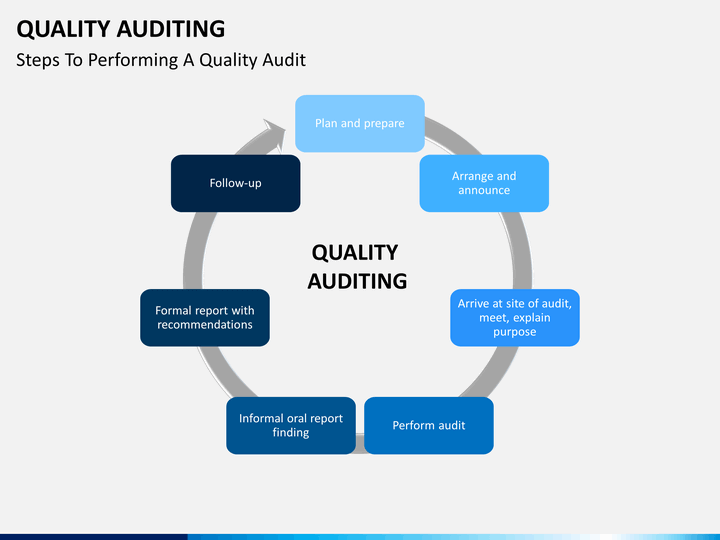 QUALITY AUDITING
Steps To Performing A Quality Audit
Plan and prepare
Arrange and
announce
Arrive at site of audit,
meet, explain
purpose
Perform audit
Informal oral report
finding
Formal report with
recommendations
Follow-up
QUALITY
AUDITING